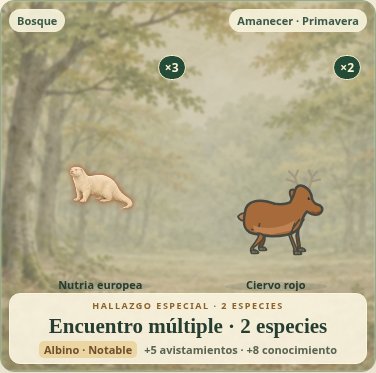 Bosque
Amanecer · Primavera
×3
×2
Nutria europea
Ciervo rojo
HALLAZGO ESPECIAL · 2 ESPECIES
Encuentro múltiple · 2 especies
Albino · Notable +5 avistamientos · +8 conocimiento